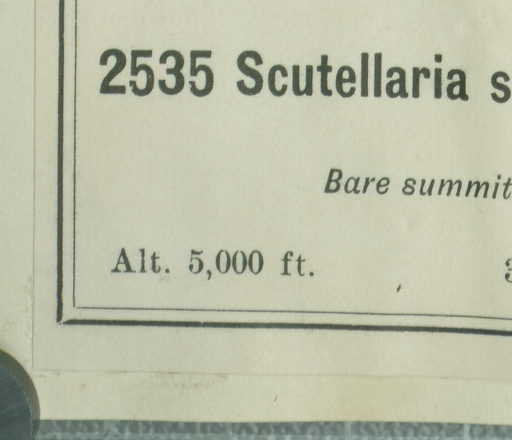 2535 Scutellaria s
Bare summit
Alt. 5,000 ft.